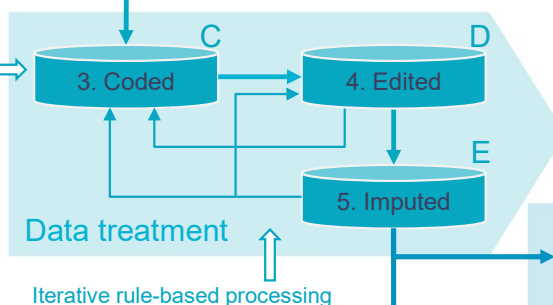 C
D
3. Coded
4. Edited
E
5. Imputed
Data treatment
Iterative rule-based processing